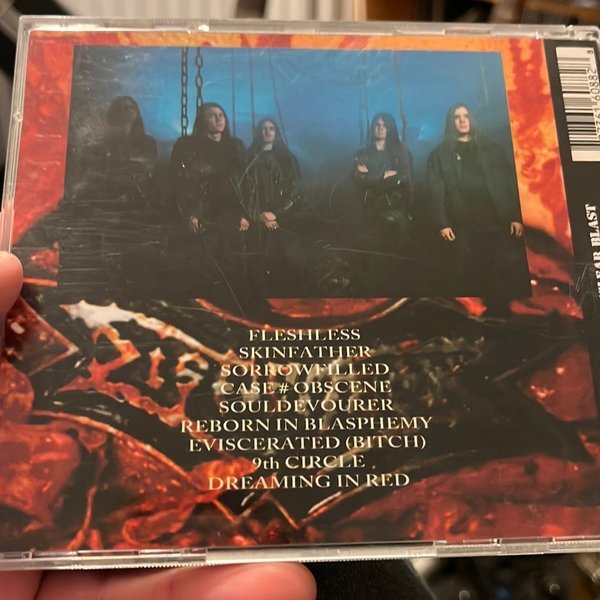 FLESHLESS
SKINFATHER
SORROWFILLED
CASE # OBSCENE
SOULDEVOURER
REBORN IN BLASPHEMY
EVISCERATED (BITCH)
9th CIRCLE
DREAMING IN RED
BLAST